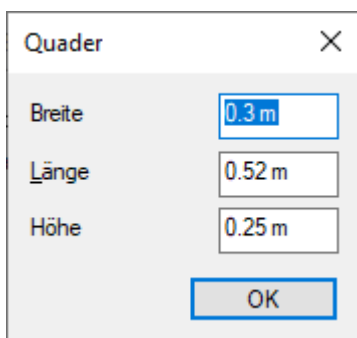 Quader
Breite 0.3 m
Länge 0.52 m
Höhe 0.25 m
OK